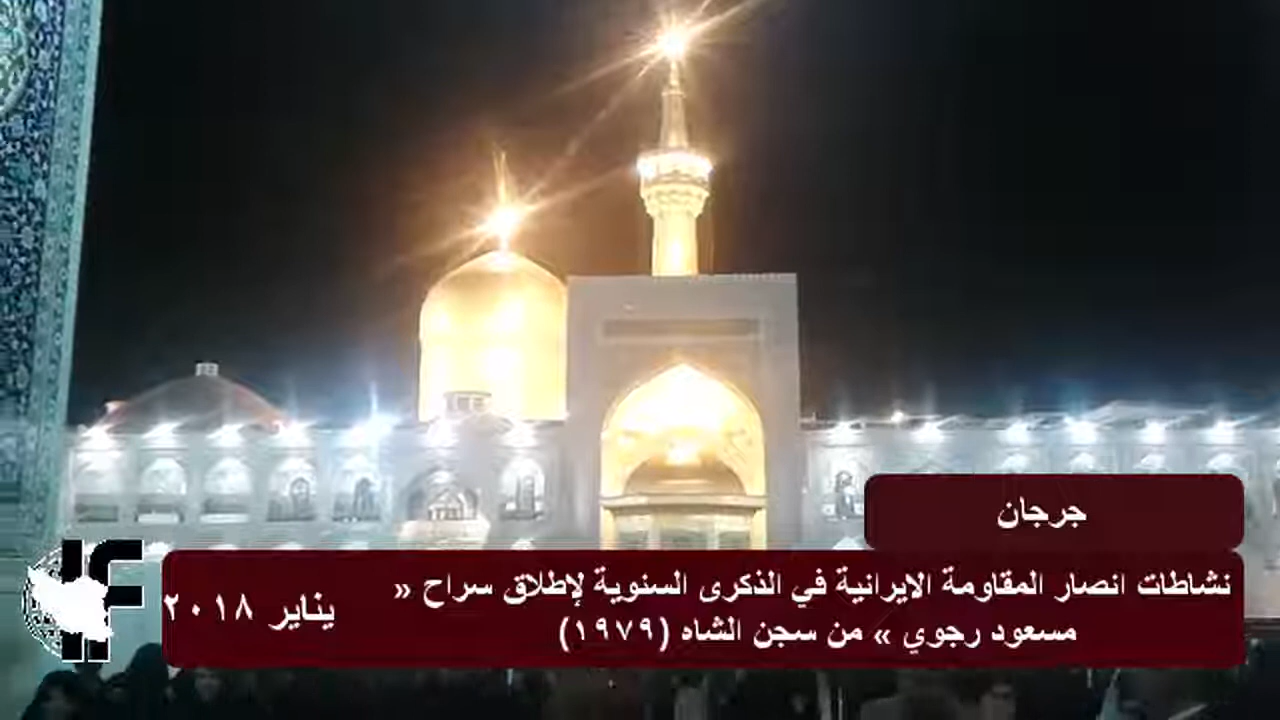 جرجان
نشاطات انصار المقاومة الايرانية في الذكرى السنوية لإطلاق سراح «
مسعود رجوي » من سجن الشاه (١٩٧٩)
يناير ٢٠١٨